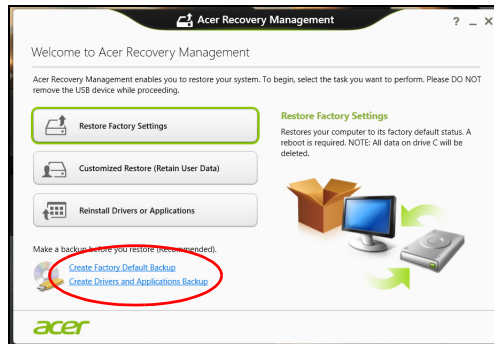 Acer Recovery Management
? _ X
Welcome to Acer Recovery Management
Acer Recovery Management enables you to restore your system. To begin, select the task you want to perform. Please DO NOT
remove the USB device while proceeding.
Restore Factory Settings
Customized Restore (Retain User Data)
Reinstall Drivers or Applications
Restore Factory Settings
Restores your computer to its factory default status. A
reboot is required. NOTE: All data on drive C will be
deleted.
Make a backup before you restore (Recommended).
Create Factory Default Backup
Create Drivers and Applications Backup
acer